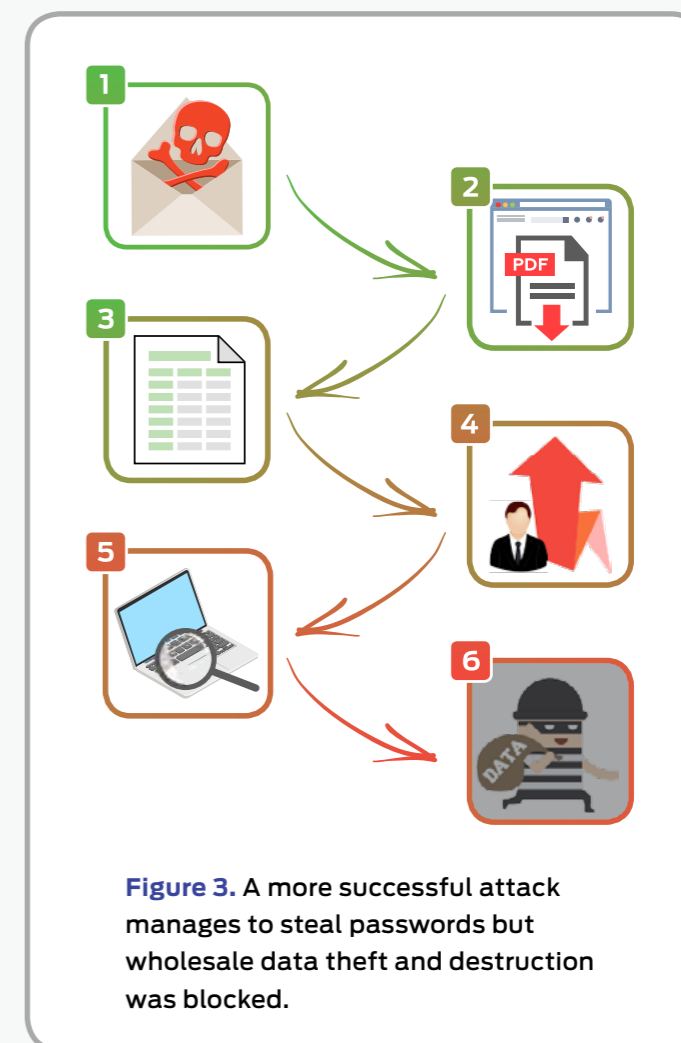 1
2
PDF
3
4
5
6
DATA
Figure 3. A more successful attack
manages to steal passwords but
wholesale data theft and destruction
was blocked.